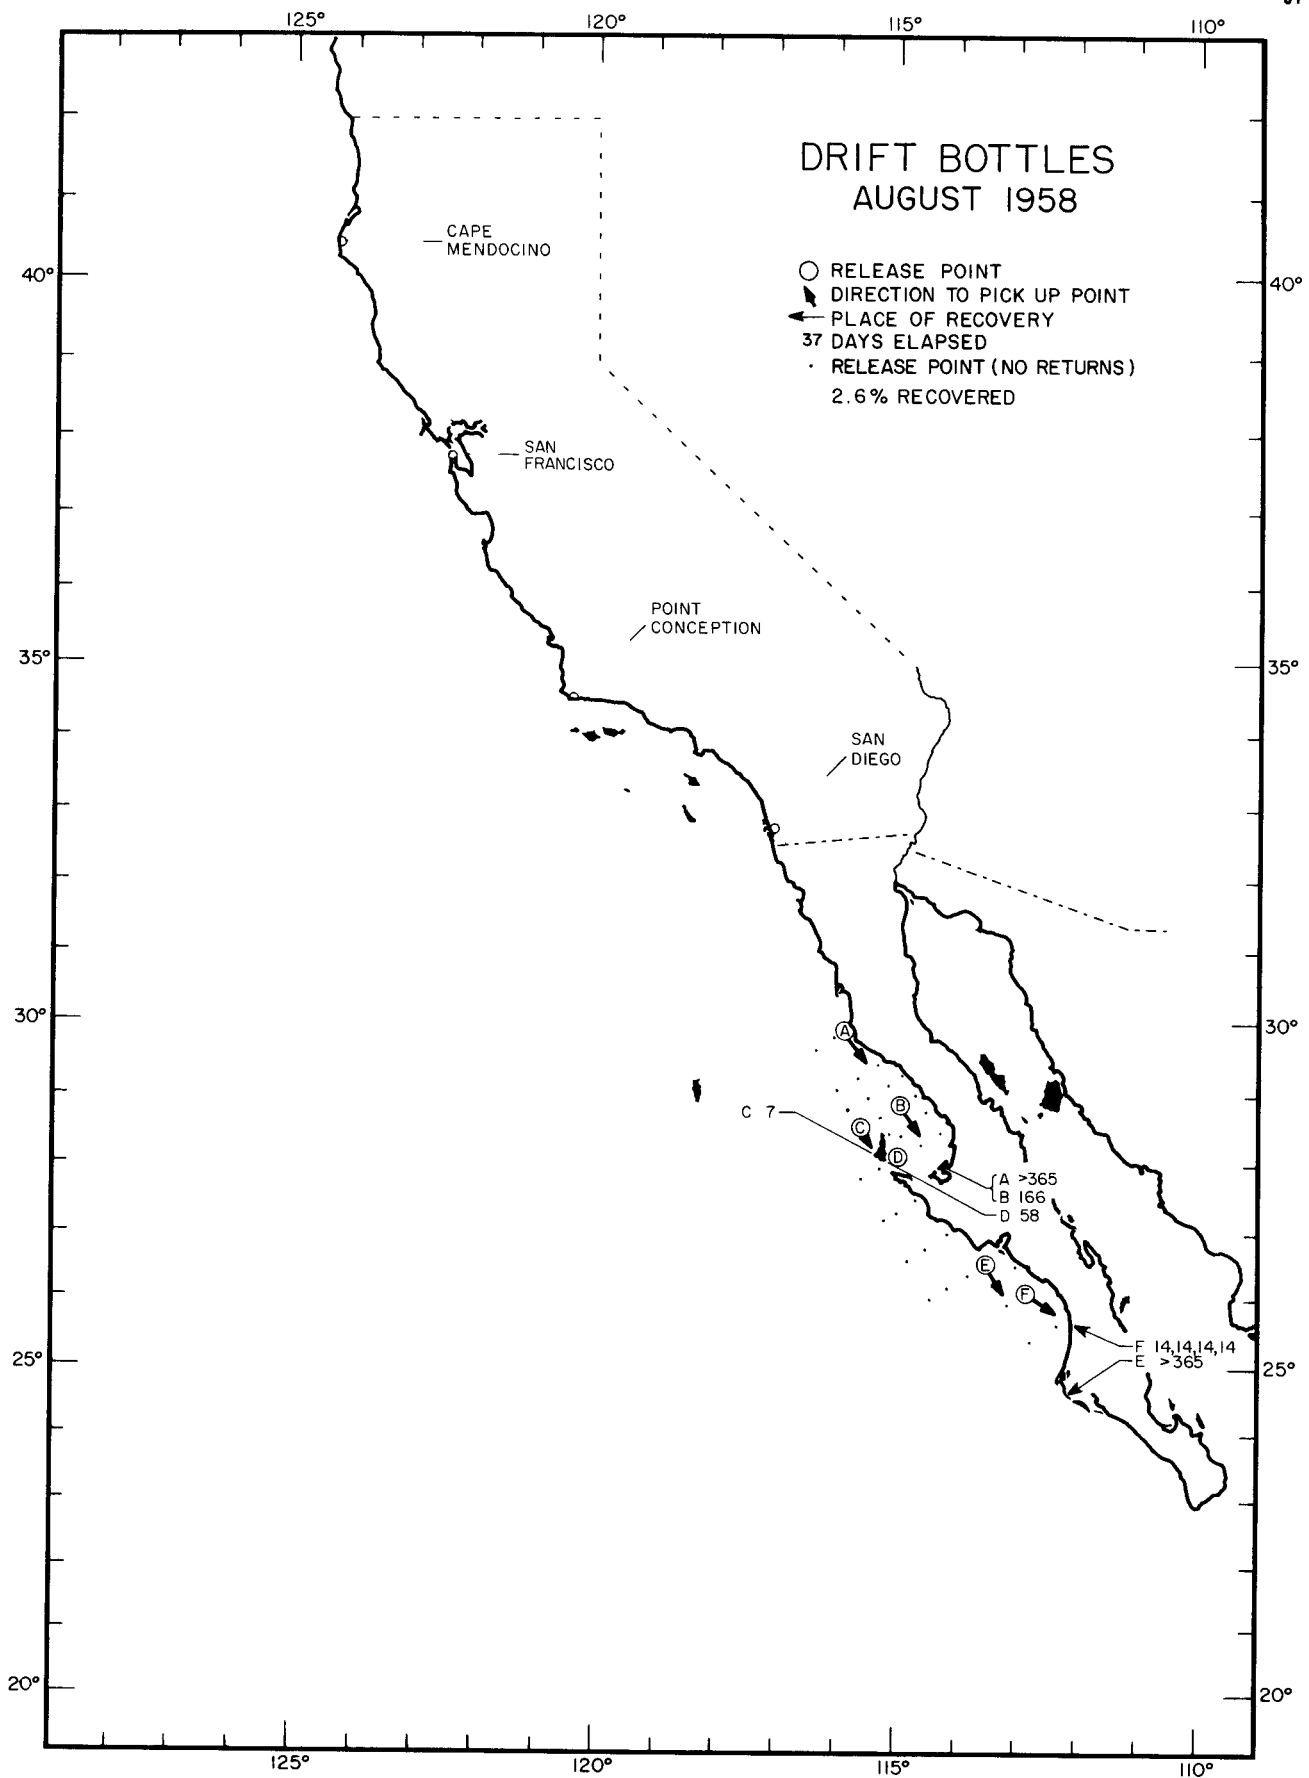 125° 120° 115° 110°
DRIFT BOTTLES
AUGUST 1958
RELEASE POINT
DIRECTION TO PICK UP POINT
PLACE OF RECOVERY
37 DAYS ELAPSED
RELEASE POINT (NO RETURNS)
2.6% RECOVERED
CAPE
MENDOCINO
40° 40°
SAN
FRANCISCO
POINT
CONCEPTION
35° 35°
SAN
DIEGO
30° 30°
A
B
C 7
C
D
A >365
B 166
D 58
E
F
F 14,14,14,14
E >365
25° 25°
20° 20°
125° 120° 115° 110°